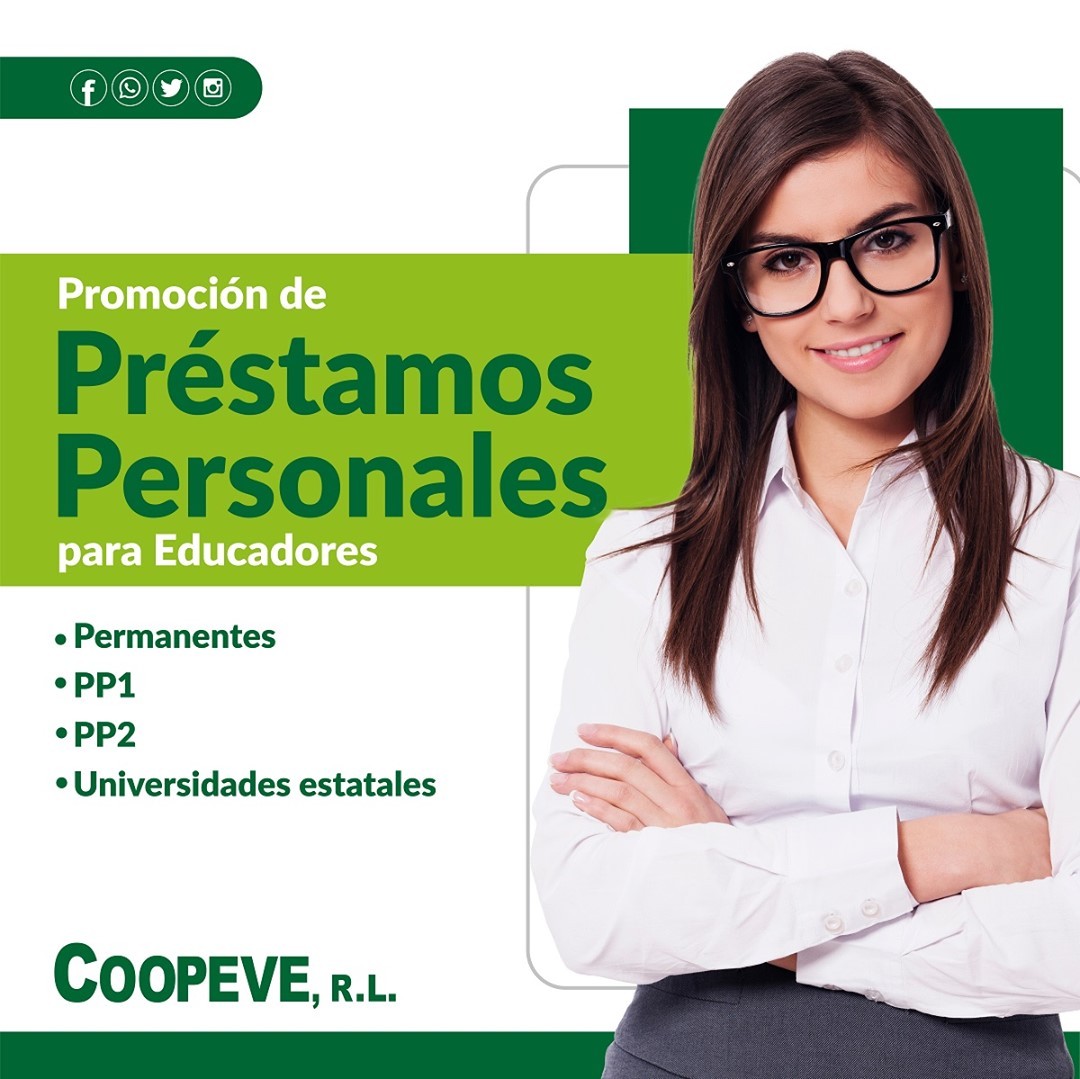 Promoción de
Préstamos
Personales
para Educadores
• Permanentes
• PP1
• PP2
• Universidades estatales
COOPEVE, R.L.